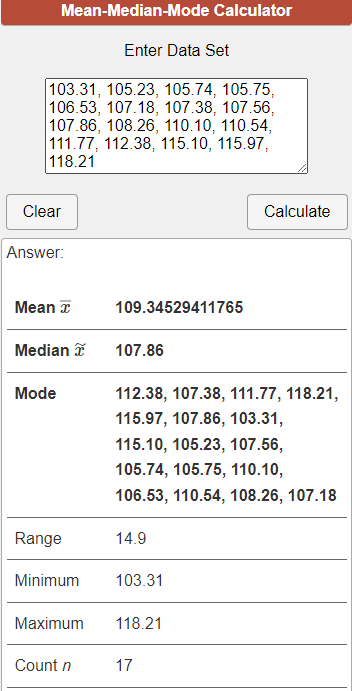 Mean-Median-Mode Calculator
Enter Data Set
103.31, 105.23, 105.74, 105.75,
106.53, 107.18, 107.38, 107.56,
107.86, 108.26, 110.10, 110.54,
111.77, 112.38, 115.10, 115.97,
118.21
Clear Calculate
Answer:
Mean x̅ 109.34529411765
Median x̃ 107.86
Mode 112.38, 107.38, 111.77, 118.21,
115.97, 107.86, 103.31,
115.10, 105.23, 107.56,
105.74, 105.75, 110.10,
106.53, 110.54, 108.26, 107.18
Range 14.9
Minimum 103.31
Maximum 118.21
Count n 17